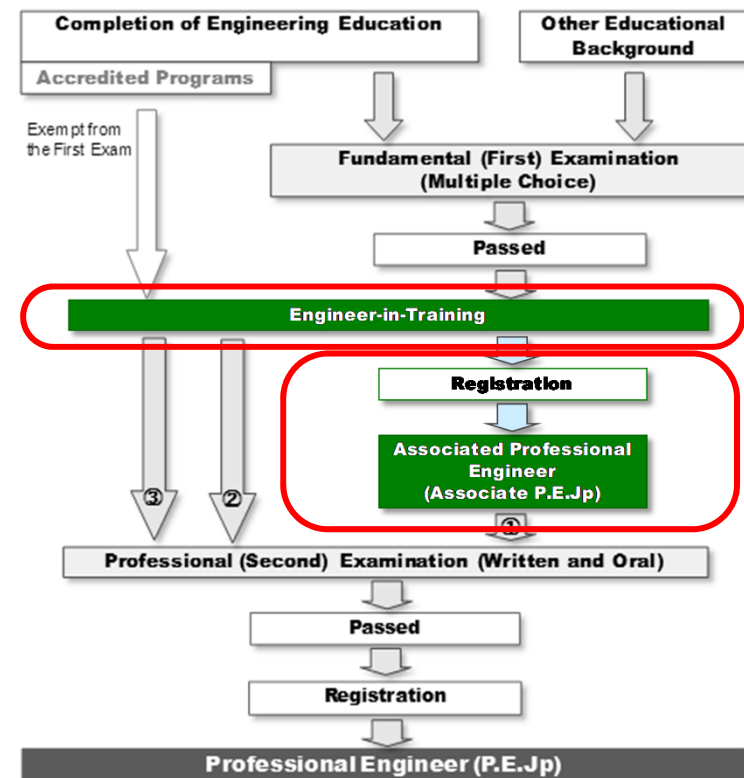 Completion of Engineering Education
Other Educational
Background
Accredited Programs
Exempt from
the First Exam
Fundamental (First) Examination
(Multiple Choice)
Passed
Engineer-in-Training
Registration
Associated Professional
Engineer
(Associate P.E.Jp)
③
②
①
Professional (Second) Examination (Written and Oral)
Passed
Registration
Professional Engineer (P.E.Jp)